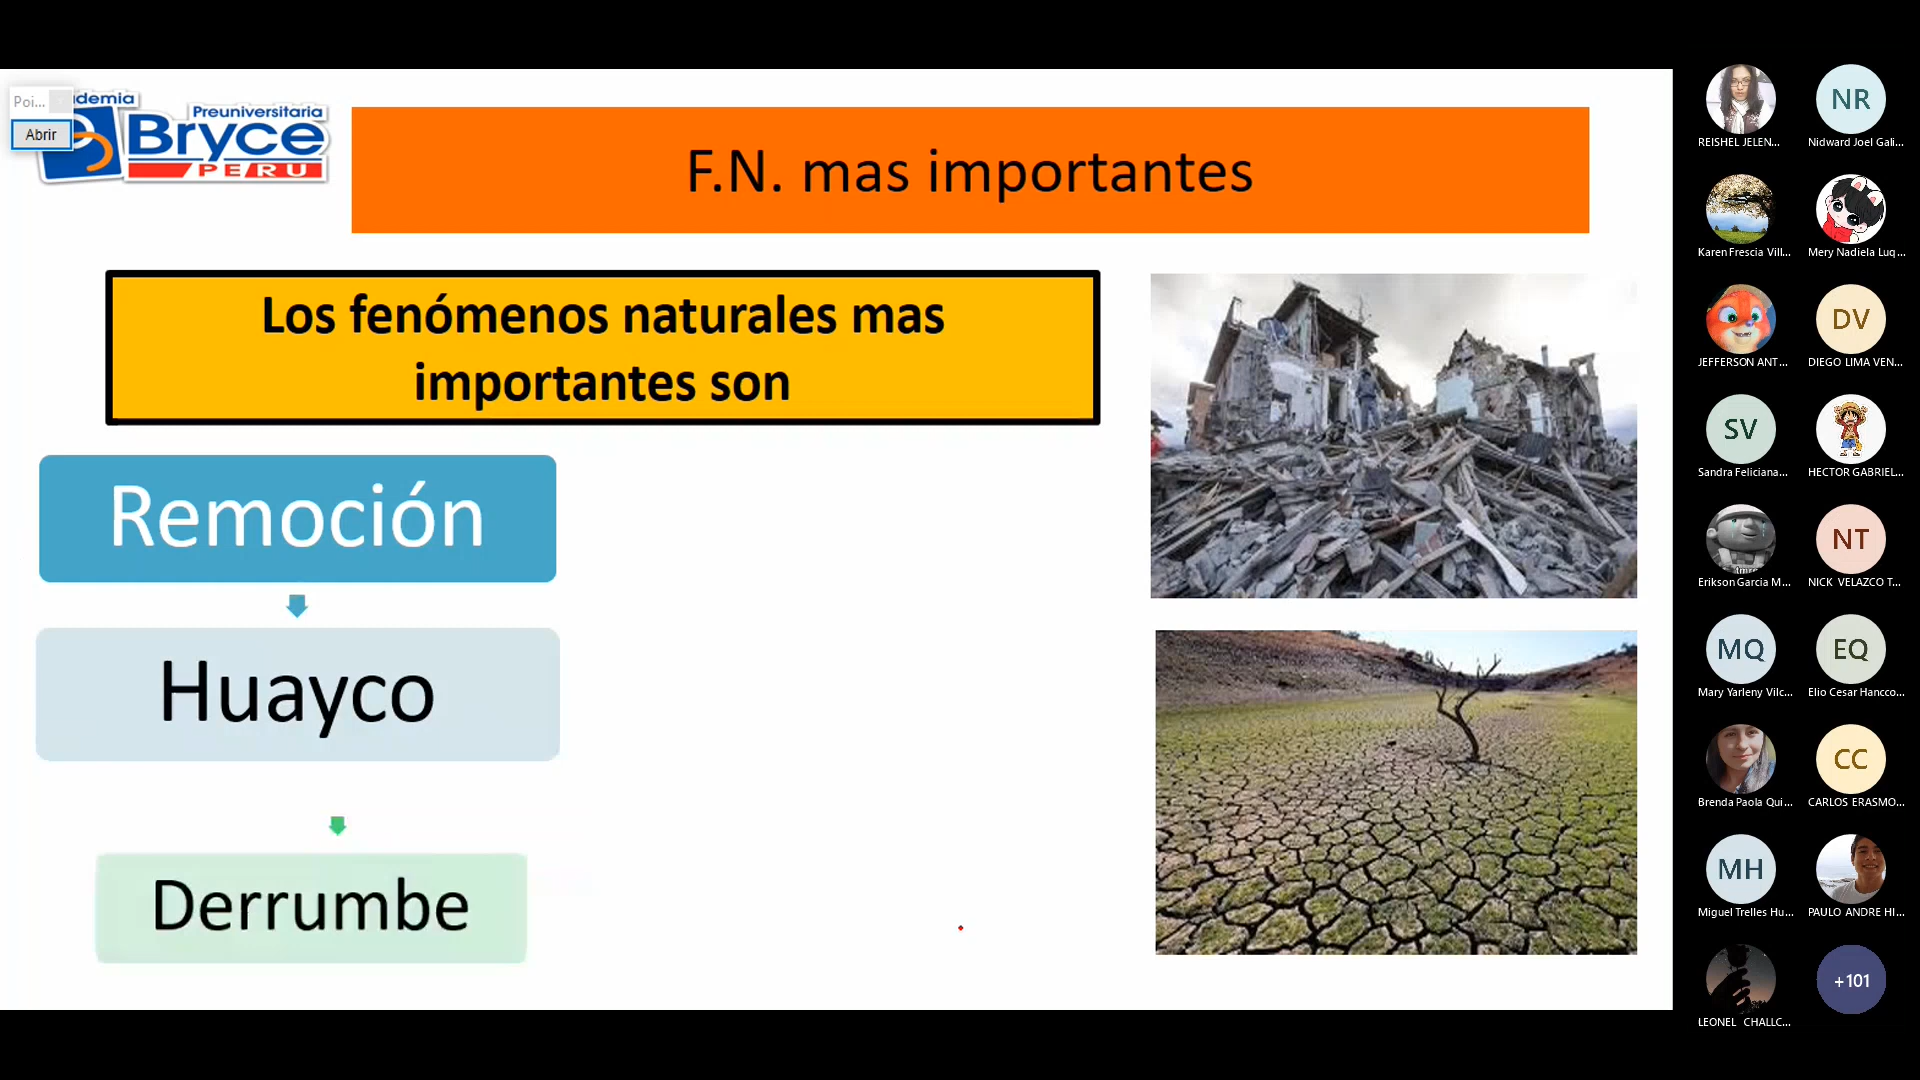 Poi...
Abrir
Preuniversitaria
Bryce
PERU
F.N. mas importantes
Los fenómenos naturales mas
importantes son
Remoción
Huayco
Derrumbe
REISHEL JELEN...
NR
Nidward Joel Gali...
Karen Frescia Vill...
Mery Nadiela Luq...
JEFFERSON ANT...
DV
DIEGO LIMA VEN...
SV
Sandra Feliciana...
HECTOR GABRIEL...
Erikson Garcia M...
NT
NICK VELAZCO T...
MQ
Mary Yarleny Vilc...
EQ
Elio Cesar Hancco...
Brenda Paola Qui...
CC
CARLOS ERASMO...
MH
Miguel Trelles Hu...
PAULO ANDRE HI...
LEONEL CHALLC...
+101